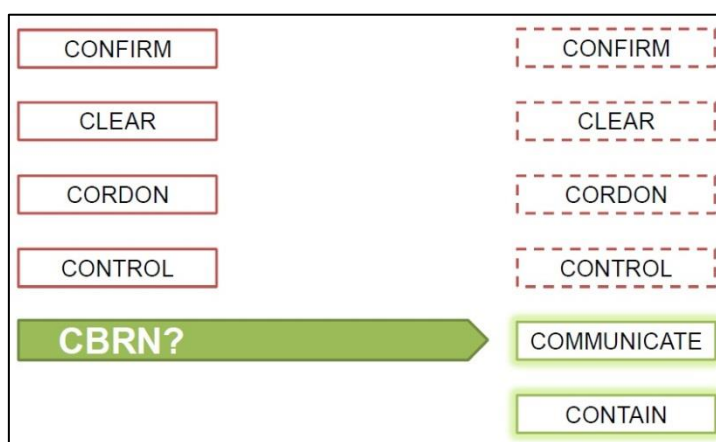 CONFIRM
CONFIRM
CLEAR
CLEAR
CORDON
CORDON
CONTROL
CONTROL
CBRN?
COMMUNICATE
CONTAIN